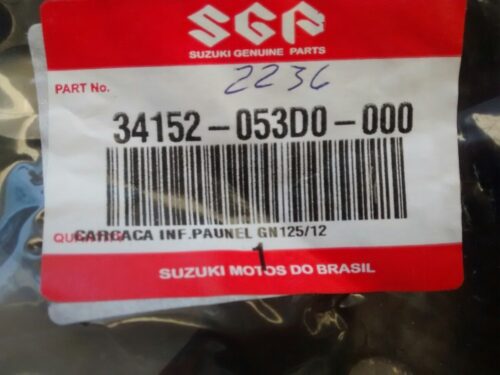 SGP
SUZUKI GENUINE PARTS
2236
PART No.
34152-053D0-000
CARCACA INF.PAUNEL GN125/12
1
SUZUKI MOTOS DO BRASIL